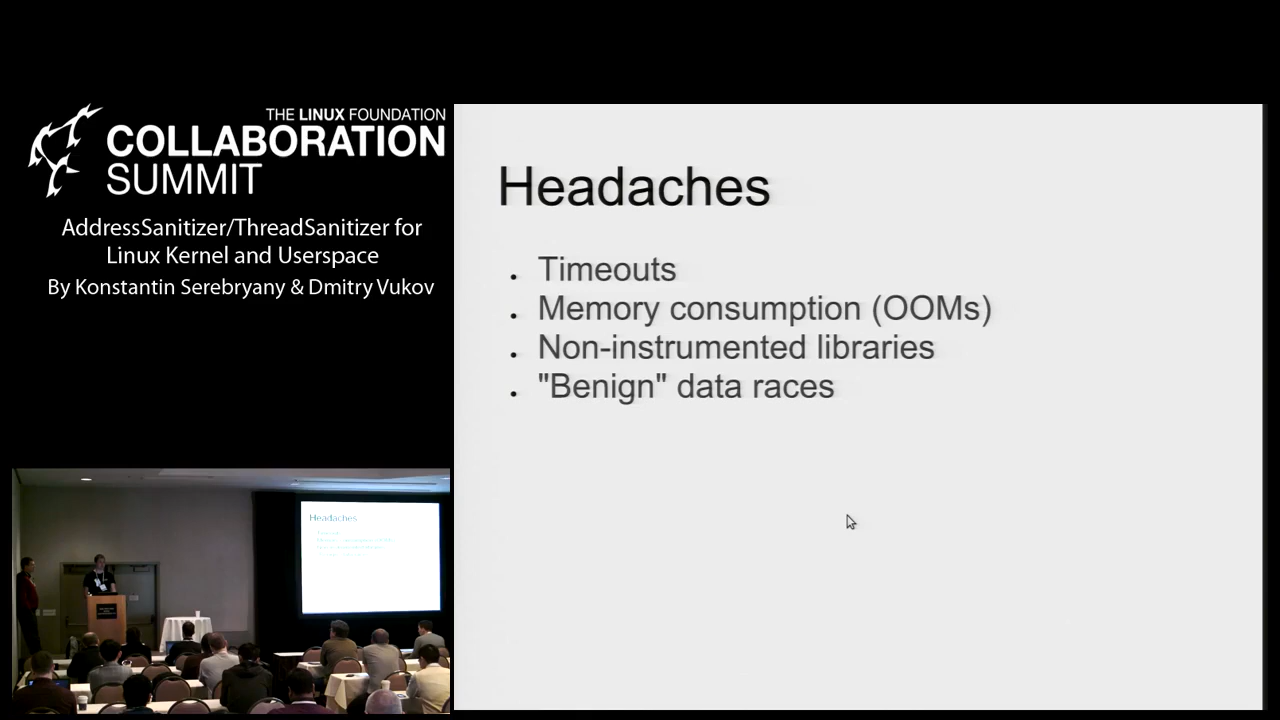 THE LINUX FOUNDATION
COLLABORATION
SUMMIT
AddressSanitizer/ThreadSanitizer for
Linux Kernel and Userspace
By Konstantin Serebryany & Dmitry Vukov
Headaches
Timeouts
Memory consumption (OOMs)
Non-instrumented libraries
"Benign" data races
Headaches